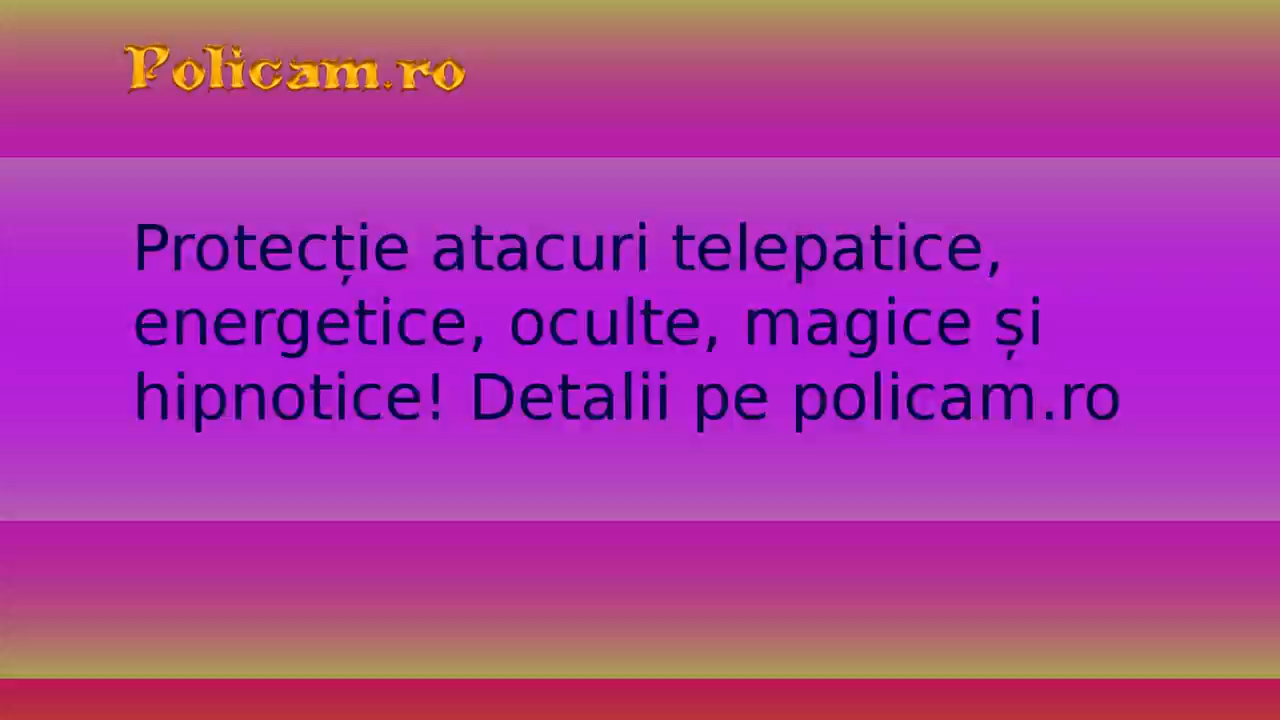 Policam.ro
Protecție atacuri telepatice,
energetice, oculte, magice și
hipnotice! Detalii pe policam.ro